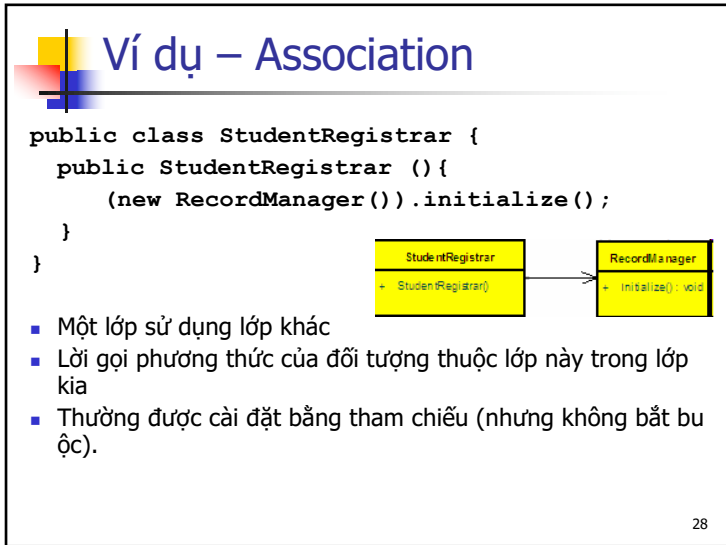 Ví dụ – Association
public class StudentRegistrar {
public StudentRegistrar (){
(new RecordManager()).initialize();
}
}
StudentRegistrar
+ StudentRegistrar()
RecordManager
+ initialize() : void
Một lớp sử dụng lớp khác
Lời gọi phương thức của đối tượng thuộc lớp này trong lớp
kia
Thường được cài đặt bằng tham chiếu (nhưng không bắt bu
ộc).
28